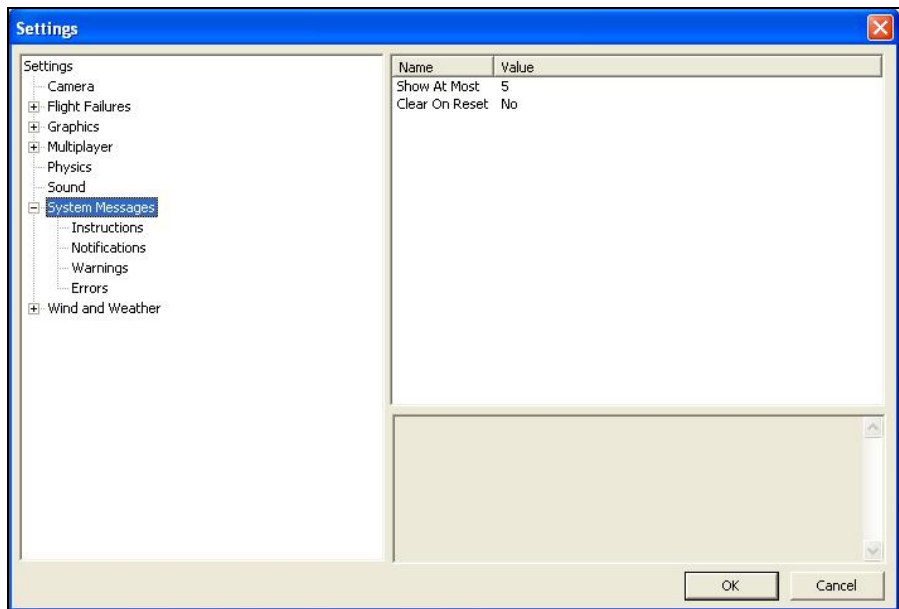 Settings
Settings
Camera
Flight Failures
Graphics
Multiplayer
Physics
Sound
System Messages
Instructions
Notifications
Warnings
Errors
Wind and Weather
Name Value
Show At Most 5
Clear On Reset No
OK Cancel